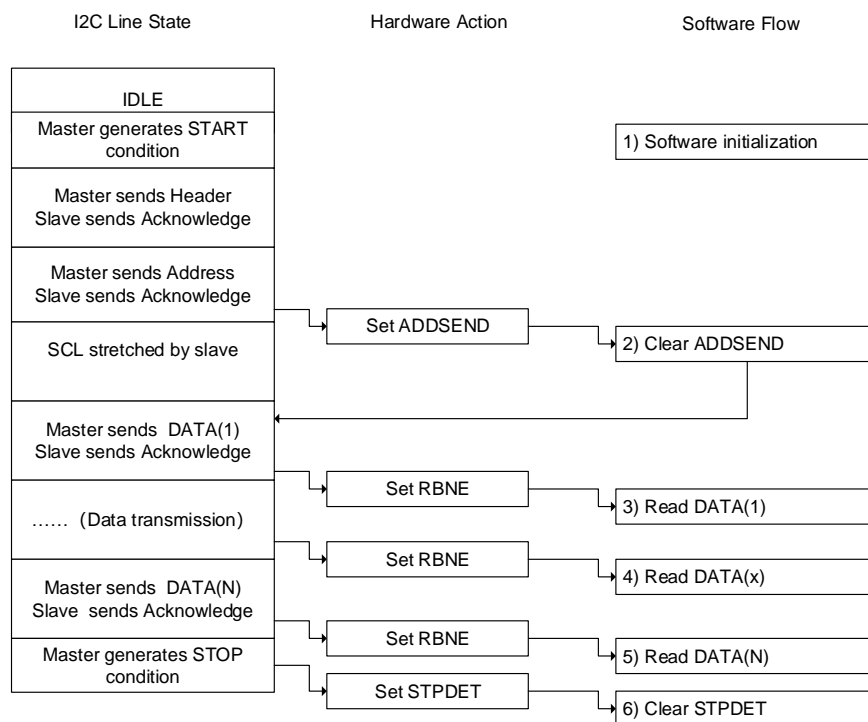 I2C Line State
Hardware Action
Software Flow
IDLE
Master generates START
condition
1) Software initialization
Master sends Header
Slave sends Acknowledge
Master sends Address
Slave sends Acknowledge
Set ADDSEND
2) Clear ADDSEND
SCL stretched by slave
Master sends DATA(1)
Slave sends Acknowledge
Set RBNE
3) Read DATA(1)
…… (Data transmission)
Set RBNE
4) Read DATA(x)
Master sends DATA(N)
Slave sends Acknowledge
Set RBNE
5) Read DATA(N)
Master generates STOP
condition
Set STPDET
6) Clear STPDET